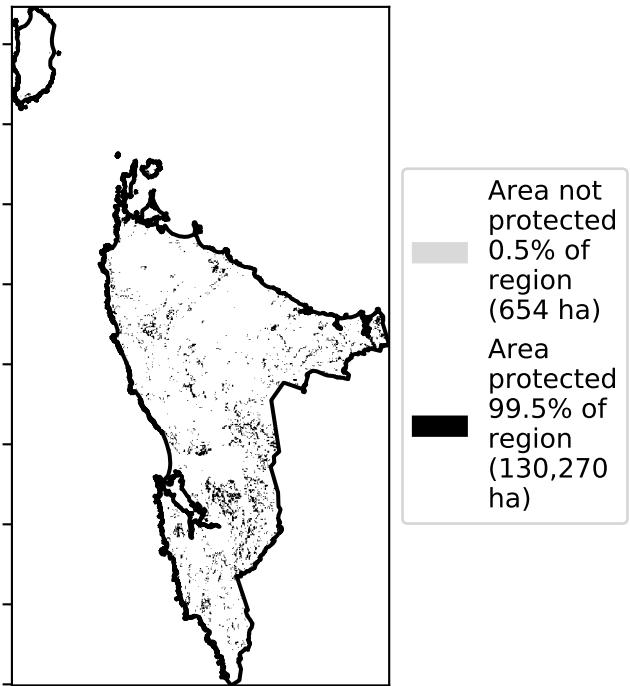 Area not
protected
0.5% of
region
(654 ha)
Area
protected
99.5% of
region
(130,270
ha)